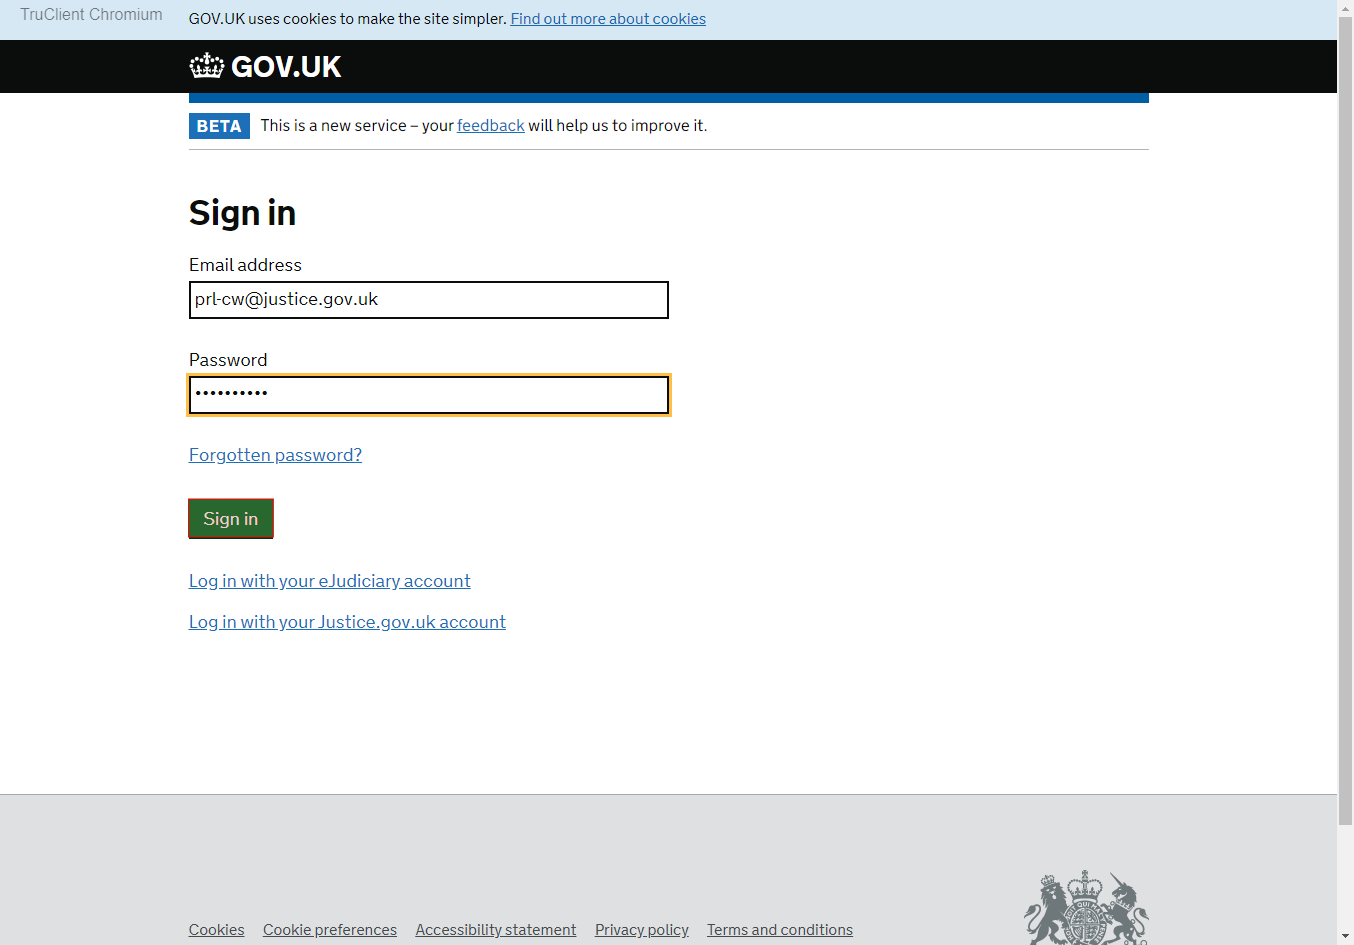 TruClient Chromium
GOV.UK uses cookies to make the site simpler. Find out more about cookies
GOV.UK
BETA This is a new service – your feedback will help us to improve it.
Sign in
Email address
prl-cw@justice.gov.uk
Password
••••••••••
Forgotten password?
Sign in
Log in with your eJudiciary account
Log in with your Justice.gov.uk account
Cookies Cookie preferences Accessibility statement Privacy policy Terms and conditions